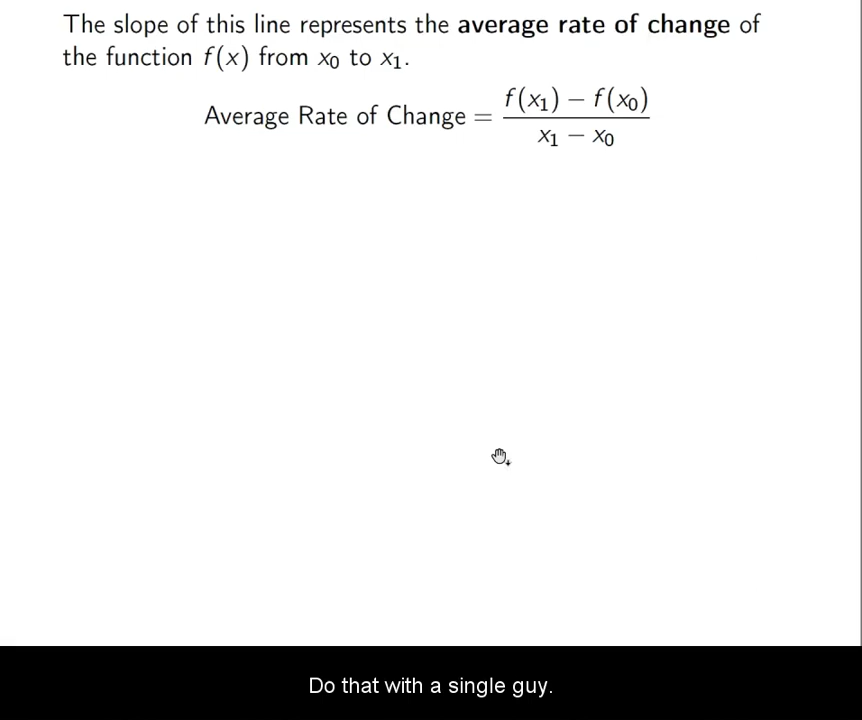 The slope of this line represents the average rate of change of
the function f(x) from x₀ to x₁.
Average Rate of Change = f(x₁) − f(x₀) / x₁ − x₀
Do that with a single guy.